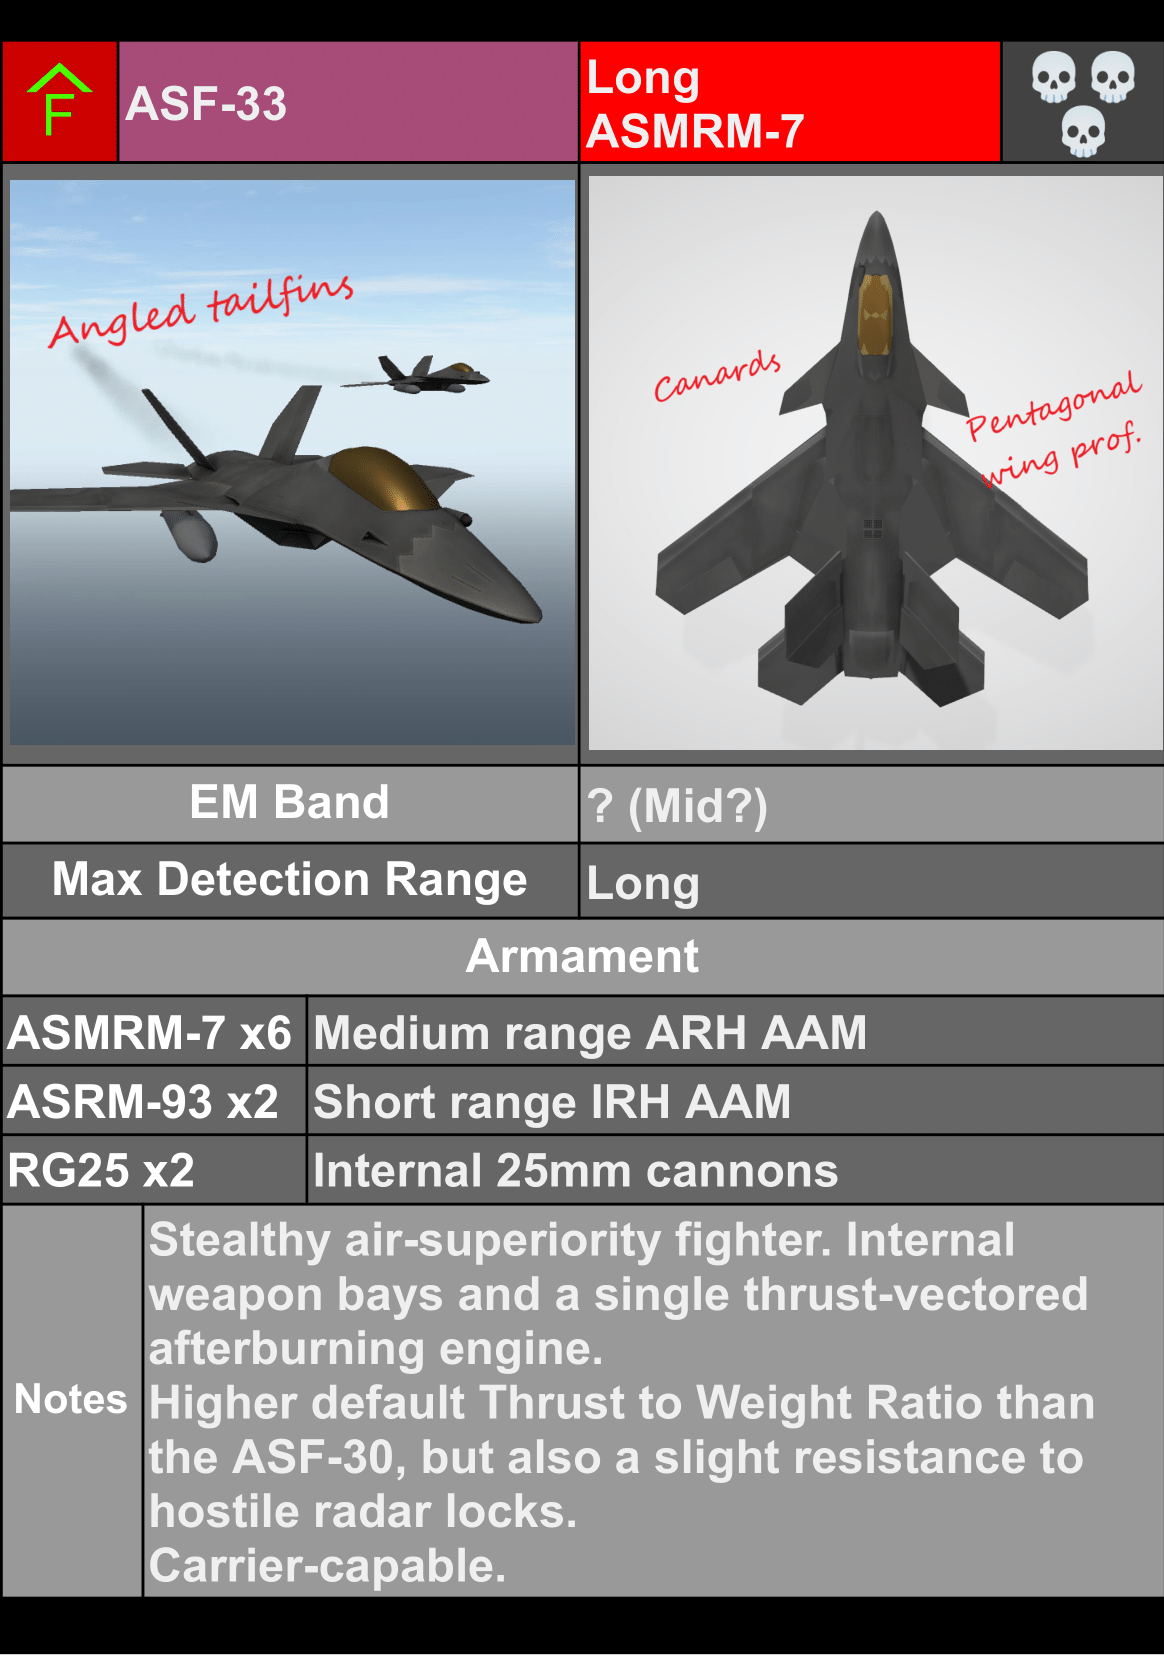 F
ASF-33
Long
ASMRM-7
Angled tailfins
Canards
Pentagonal
wing prof.
EM Band
? (Mid?)
Max Detection Range
Long
Armament
ASMRM-7 x6
Medium range ARH AAM
ASRM-93 x2
Short range IRH AAM
RG25 x2
Internal 25mm cannons
Notes
Stealthy air-superiority fighter. Internal
weapon bays and a single thrust-vectored
afterburning engine.
Higher default Thrust to Weight Ratio than
the ASF-30, but also a slight resistance to
hostile radar locks.
Carrier-capable.